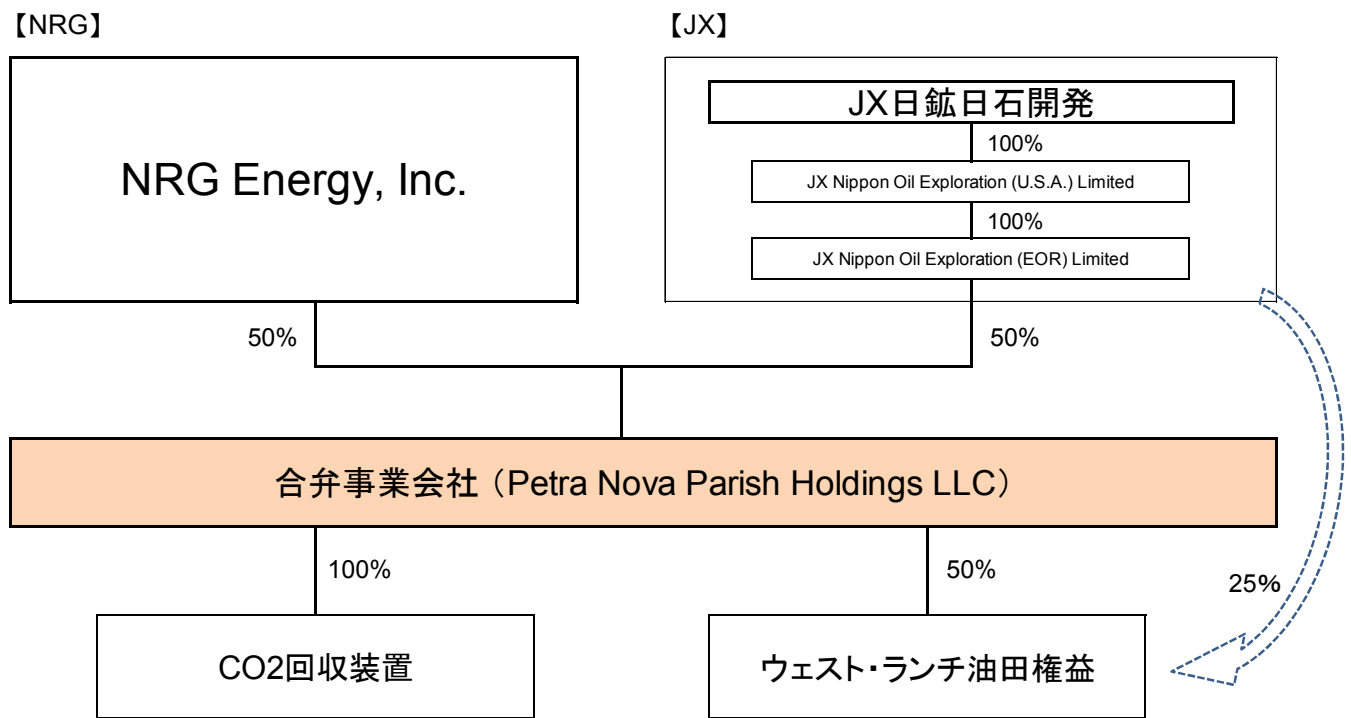 【NRG】
【JX】
NRG Energy, Inc.
JX日鉱日石開発
100%
JX Nippon Oil Exploration (U.S.A.) Limited
100%
JX Nippon Oil Exploration (EOR) Limited
50%
50%
合弁事業会社（Petra Nova Parish Holdings LLC）
100%
50%
25%
CO2回収装置
ウェスト・ランチ油田権益